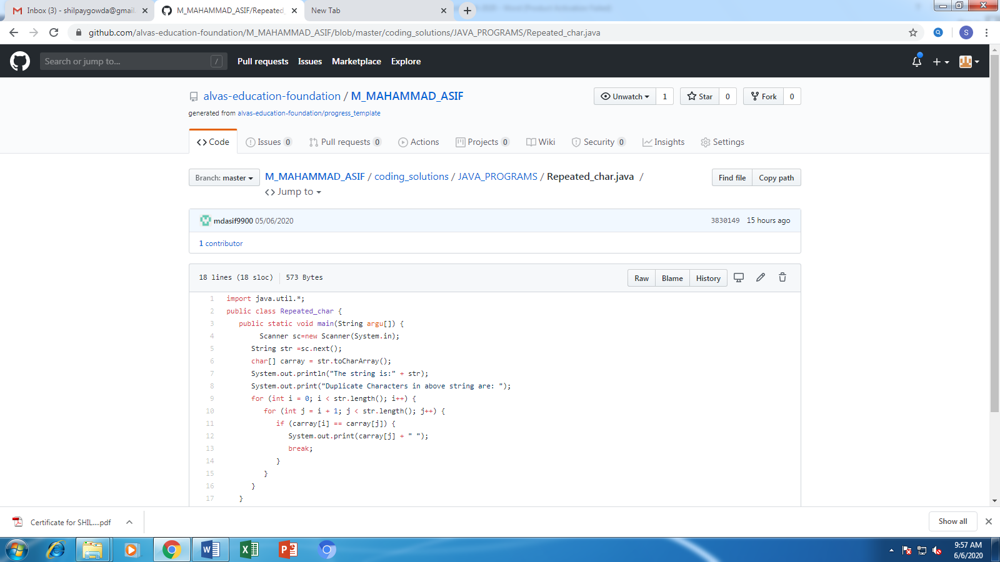 Inbox (3) - shilpaygowda@gmail.
M_MAHAMMAD_ASIF/Repeated_
New Tab
github.com/alvas-education-foundation/M_MAHAMMAD_ASIF/blob/master/coding_solutions/JAVA_PROGRAMS/Repeated_char.java
S
Search or jump to... /
Pull requests Issues Marketplace Explore
alvas-education-foundation / M_MAHAMMAD_ASIF
Unwatch 1 Star 0 Fork 0
generated from alvas-education-foundation/progress_template
Code Issues 0 Pull requests 0 Actions Projects 0 Wiki Security 0 Insights Settings
Branch: master M_MAHAMMAD_ASIF / coding_solutions / JAVA_PROGRAMS / Repeated_char.java / Find file Copy path
<> Jump to
mdasif9900 05/06/2020 3830149 15 hours ago
1 contributor
18 lines (18 sloc) 573 Bytes Raw Blame History
1 import java.util.*;
2 public class Repeated_char {
3 public static void main(String argu[]) {
4 Scanner sc=new Scanner(System.in);
5 String str =sc.next();
6 char[] carray = str.toCharArray();
7 System.out.println("The string is:" + str);
8 System.out.print("Duplicate Characters in above string are: ");
9 for (int i = 0; i < str.length(); i++) {
10 for (int j = i + 1; j < str.length(); j++) {
11 if (carray[i] == carray[j]) {
12 System.out.print(carray[j] + " ");
13 break;
14 }
15 }
16 }
17 }
Certificate for SHIL....pdf Show all
9:57 AM
6/6/2020